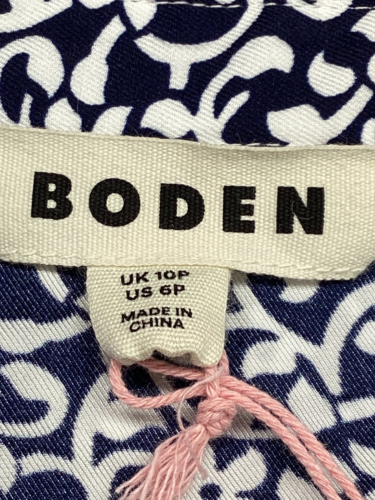 BODEN
UK 10P
US 6P
MADE IN
CHINA